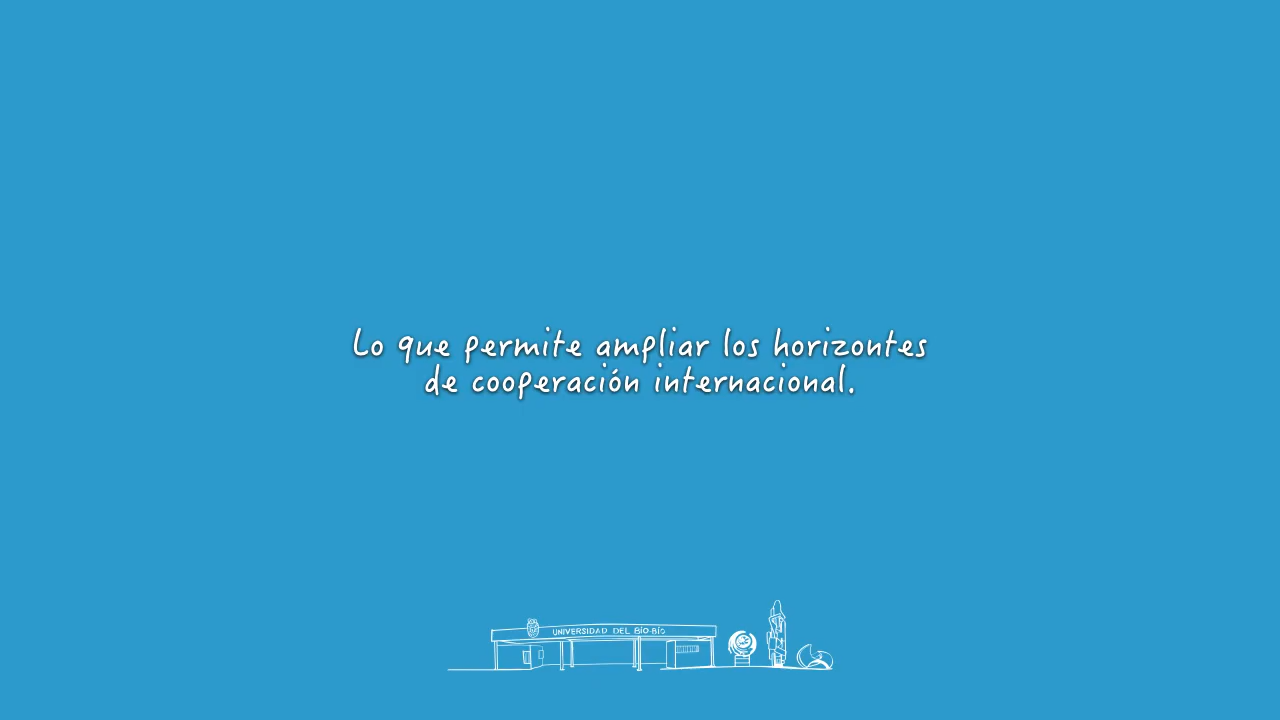 Lo que permite ampliar los horizontes
de cooperación internacional.
UNIVERSIDAD DEL BÍO-BÍO